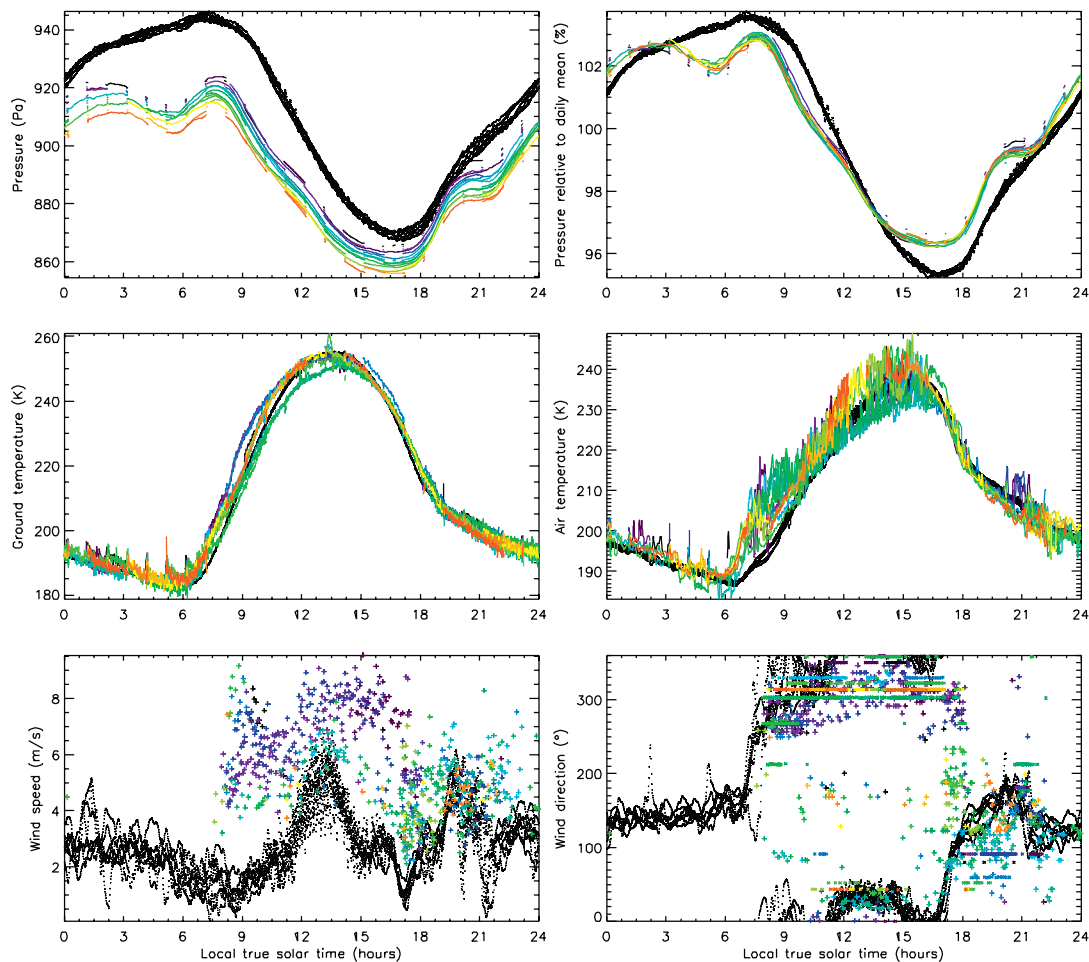 Pressure (Pa)
940
920
900
880
860
0 3 6 9 12 15 18 21 24
Pressure relative to daily mean (%)
102
100
98
96
0 3 6 9 12 15 18 21 24
Ground temperature (K)
260
240
220
200
180
0 3 6 9 12 15 18 21 24
Air temperature (K)
240
230
220
210
200
190
0 3 6 9 12 15 18 21 24
Wind speed (m/s)
8
6
4
2
0 3 6 9 12 15 18 21 24
Local true solar time (hours)
Wind direction (°)
300
200
100
0
0 3 6 9 12 15 18 21 24
Local true solar time (hours)